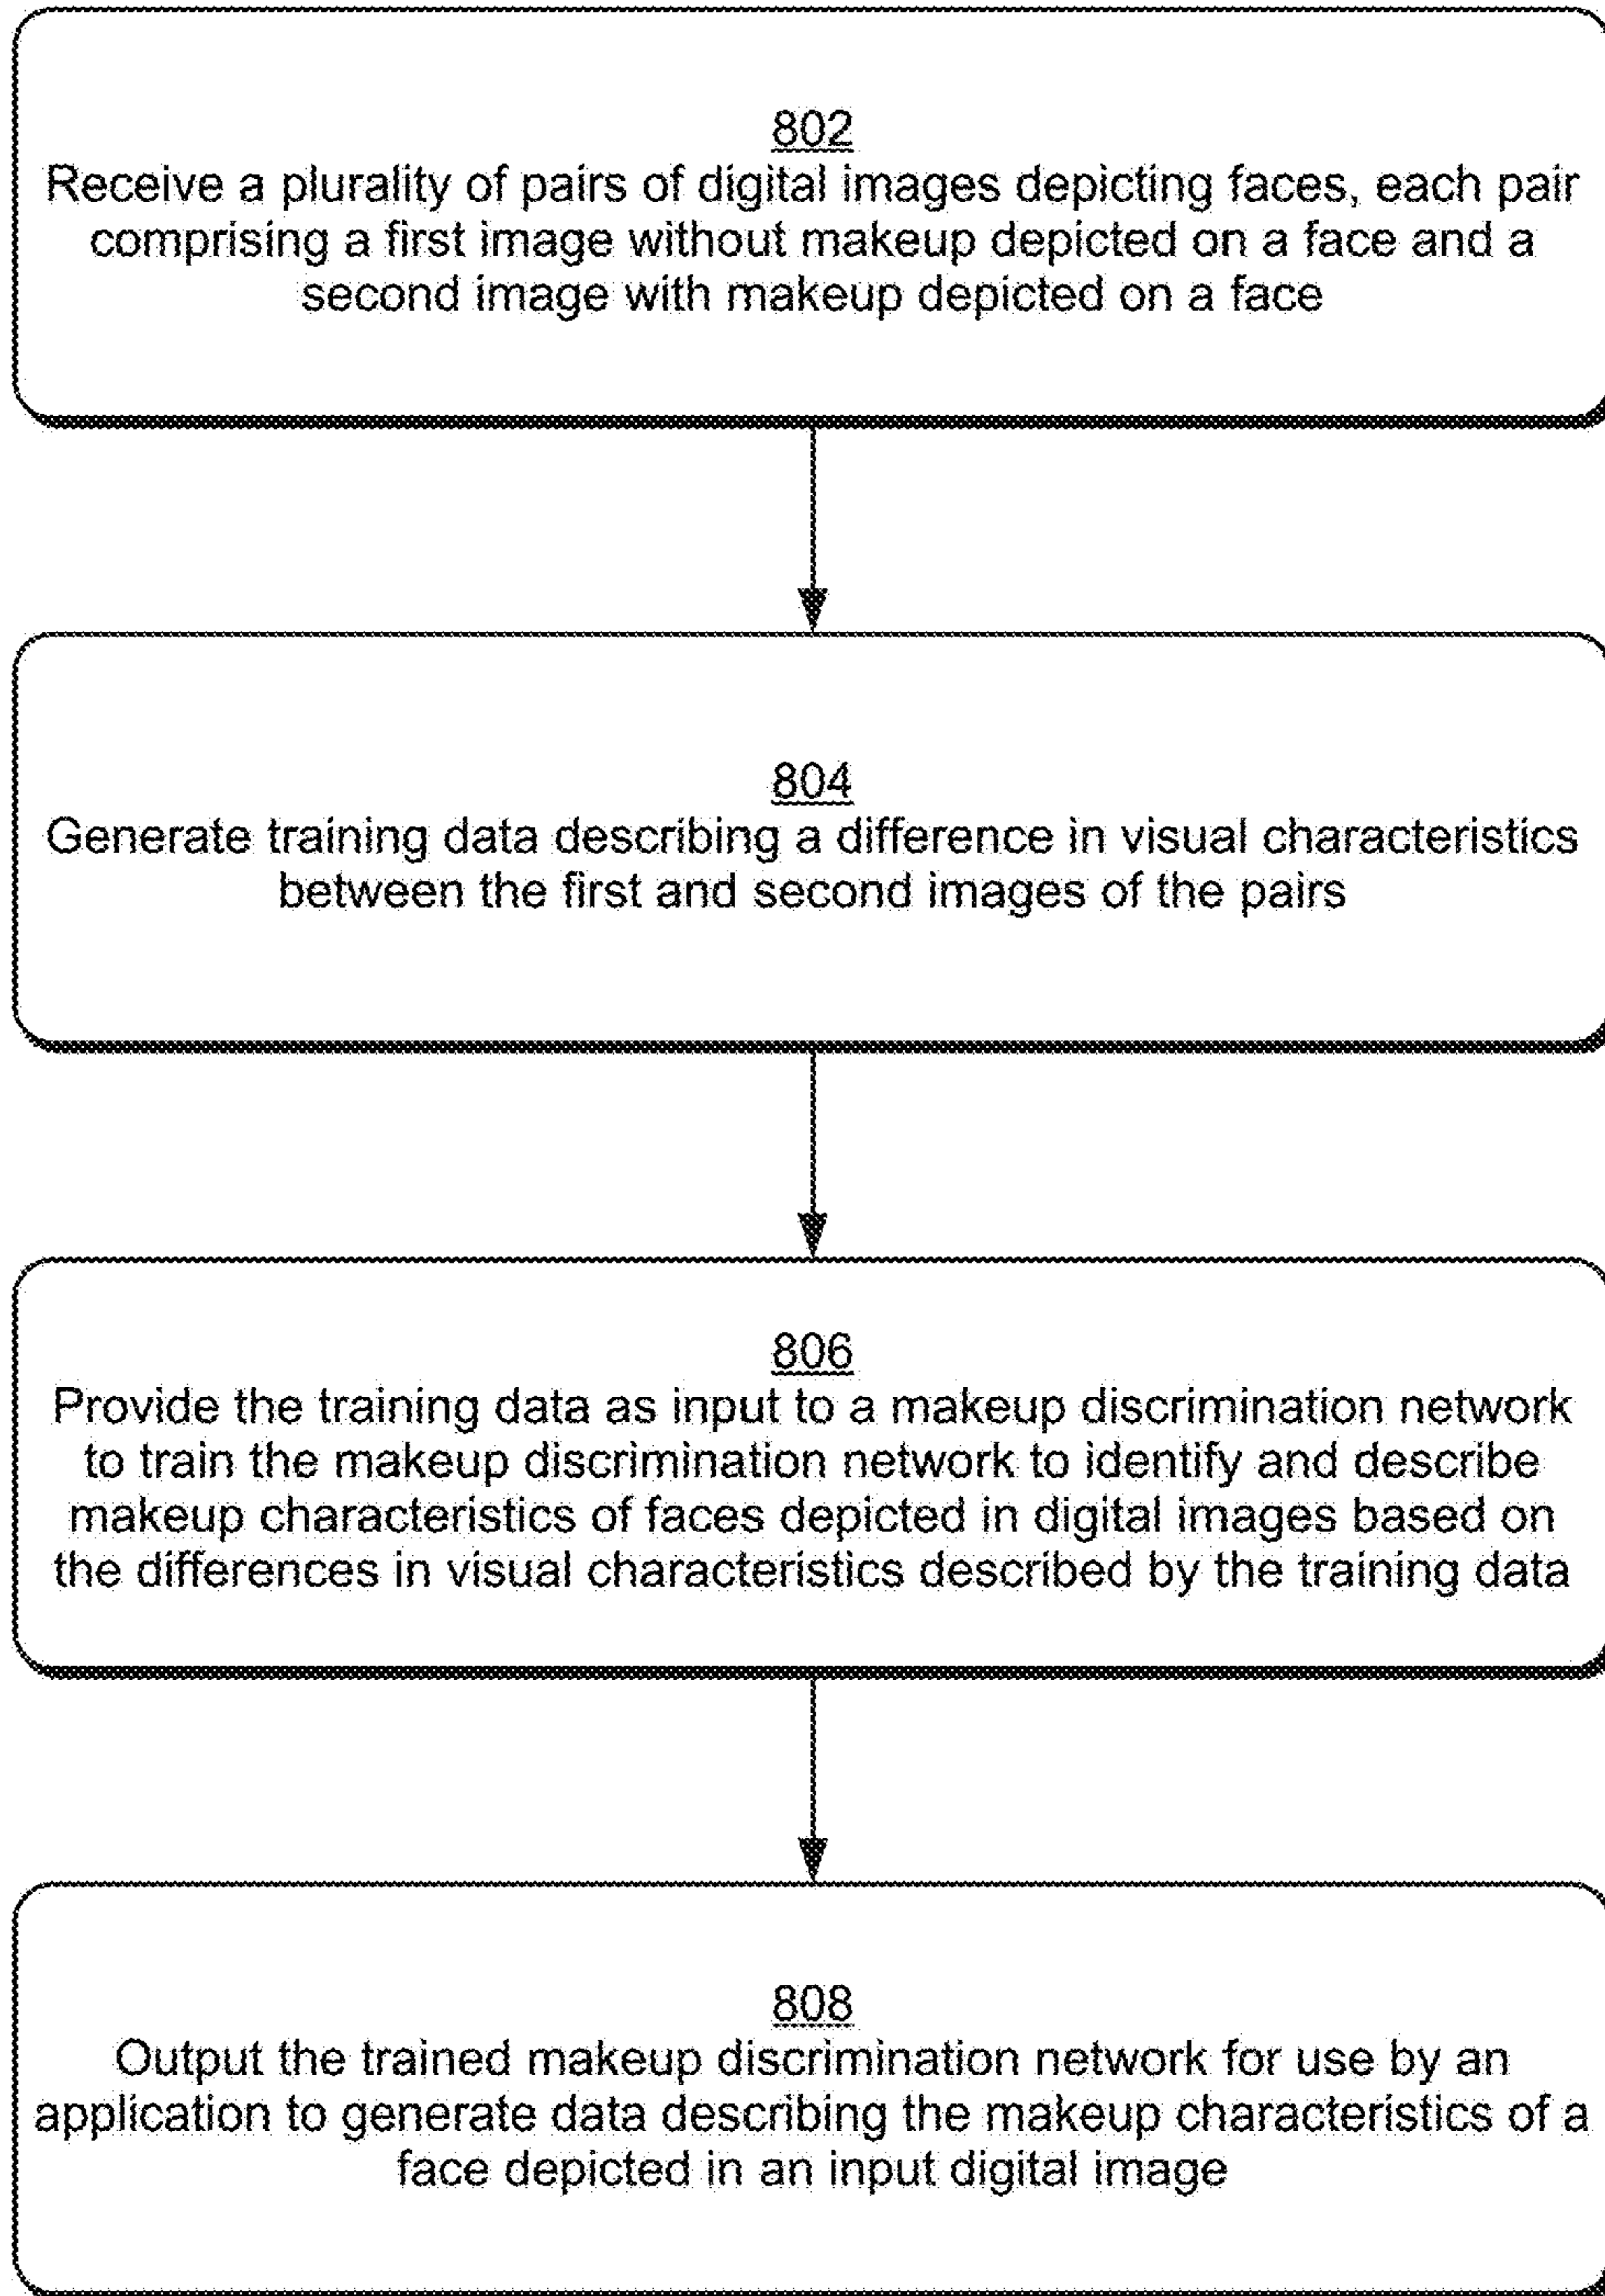 802
Receive a plurality of pairs of digital images depicting faces, each pair
comprising a first image without makeup depicted on a face and a
second image with makeup depicted on a face
804
Generate training data describing a difference in visual characteristics
between the first and second images of the pairs
806
Provide the training data as input to a makeup discrimination network
to train the makeup discrimination network to identify and describe
makeup characteristics of faces depicted in digital images based on
the differences in visual characteristics described by the training data
808
Output the trained makeup discrimination network for use by an
application to generate data describing the makeup characteristics of a
face depicted in an input digital image